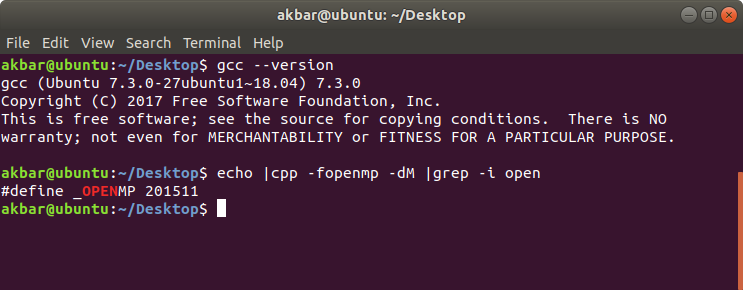 akbar@ubuntu: ~/Desktop
File Edit View Search Terminal Help
akbar@ubuntu:~/Desktop$ gcc --version
gcc (Ubuntu 7.3.0-27ubuntu1~18.04) 7.3.0
Copyright (C) 2017 Free Software Foundation, Inc.
This is free software; see the source for copying conditions.  There is NO
warranty; not even for MERCHANTABILITY or FITNESS FOR A PARTICULAR PURPOSE.
akbar@ubuntu:~/Desktop$ echo |cpp -fopenmp -dM |grep -i open
#define _OPENMP 201511
akbar@ubuntu:~/Desktop$